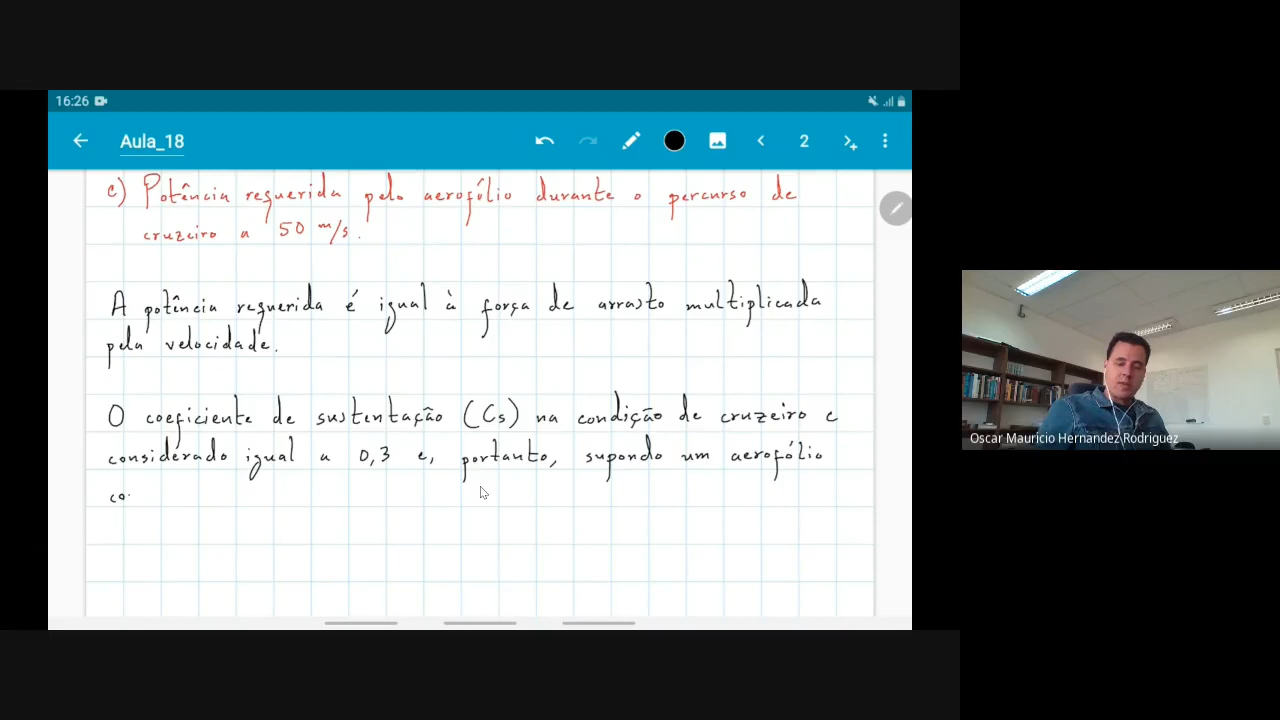 16:26
Aula_18
2
c) Potência requerida pelo aerofólio durante o percurso de
cruzeiro a 50 m/s.
A potência requerida é igual à força de arrasto multiplicada
pela velocidade.
O coeficiente de sustentação (Cs) na condição de cruzeiro e
considerado igual a 0,3 e, portanto, supondo um aerofólio
co
Oscar Mauricio Hernandez Rodriguez